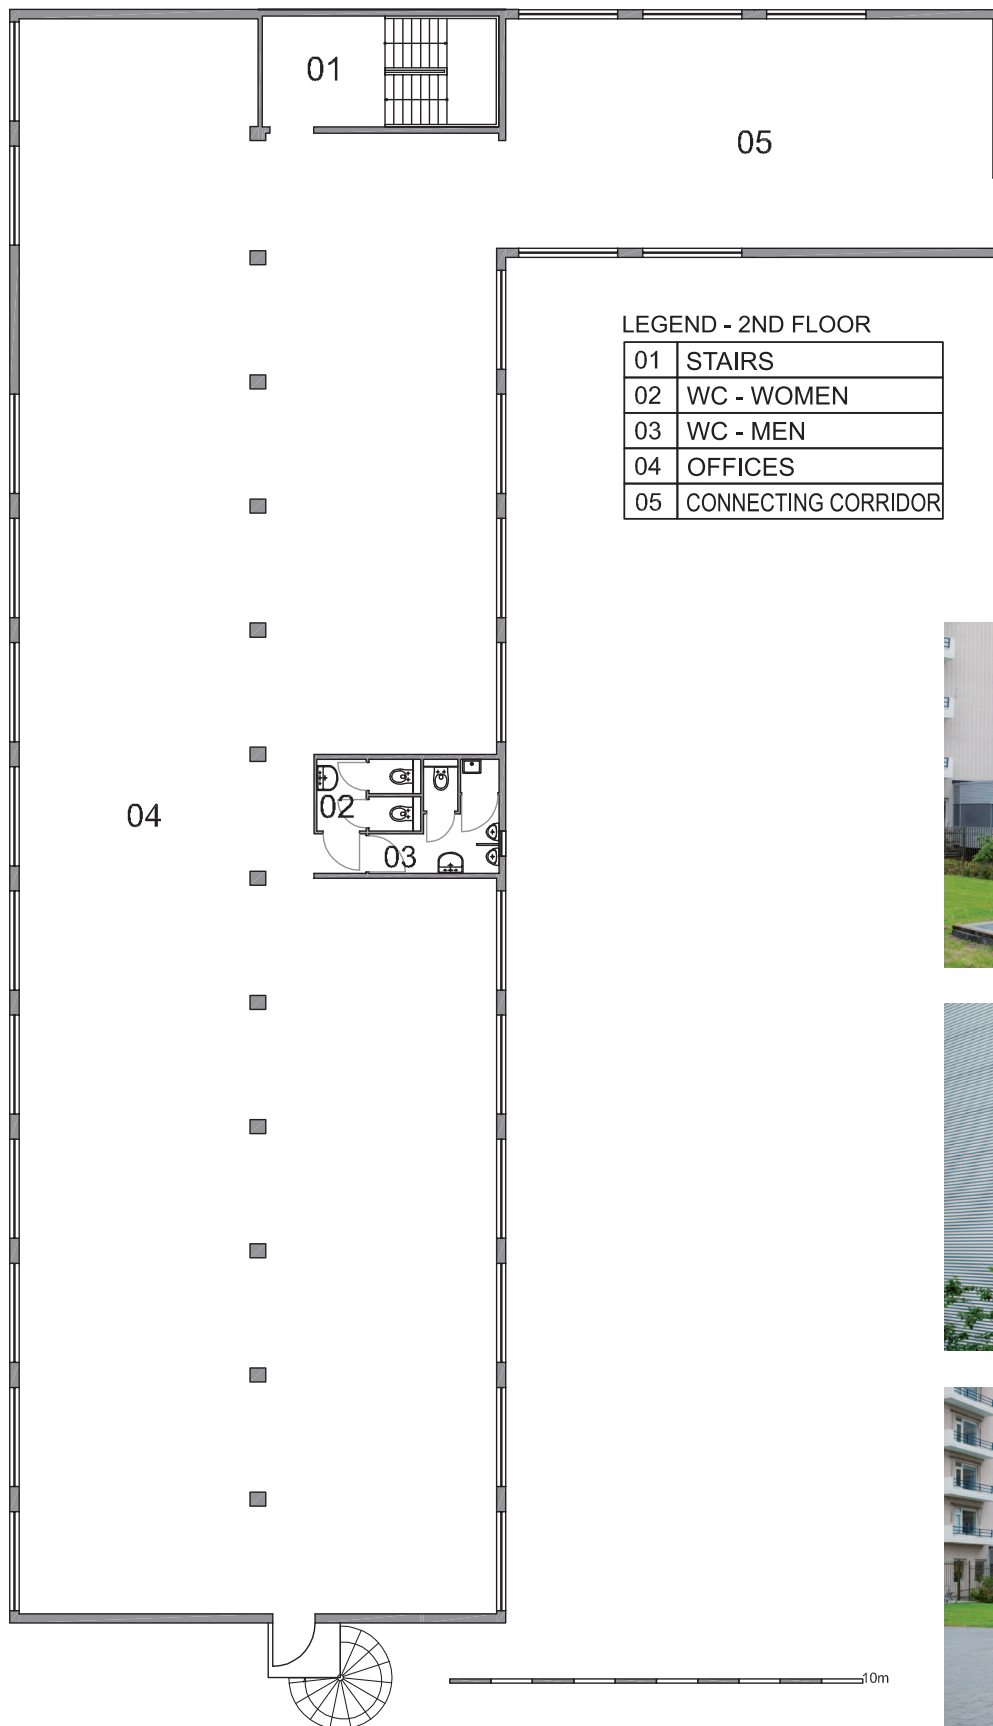 01
05
LEGEND - 2ND FLOOR
01 STAIRS
02 WC - WOMEN
03 WC - MEN
04 OFFICES
05 CONNECTING CORRIDOR
02
04
03
10m